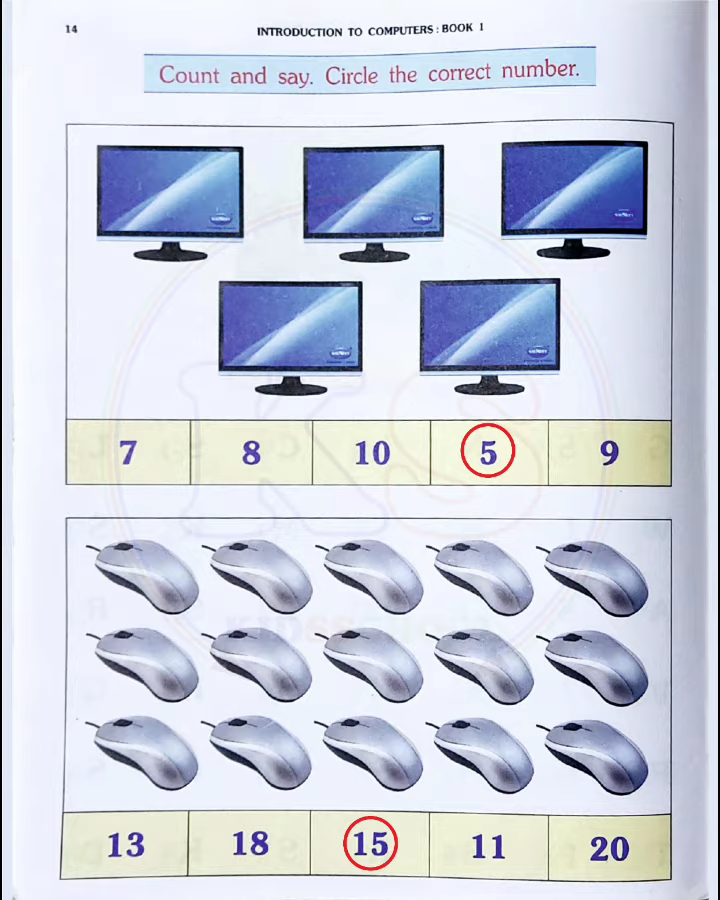 14
INTRODUCTION TO COMPUTERS : BOOK 1
Count and say. Circle the correct number.
7 8 10 5 9
13 18 15 11 20